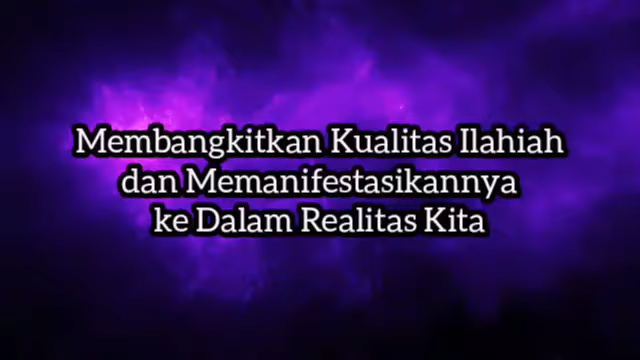 Membangkitkan Kualitas Ilahiah
dan Memanifestasikannya
ke Dalam Realitas Kita